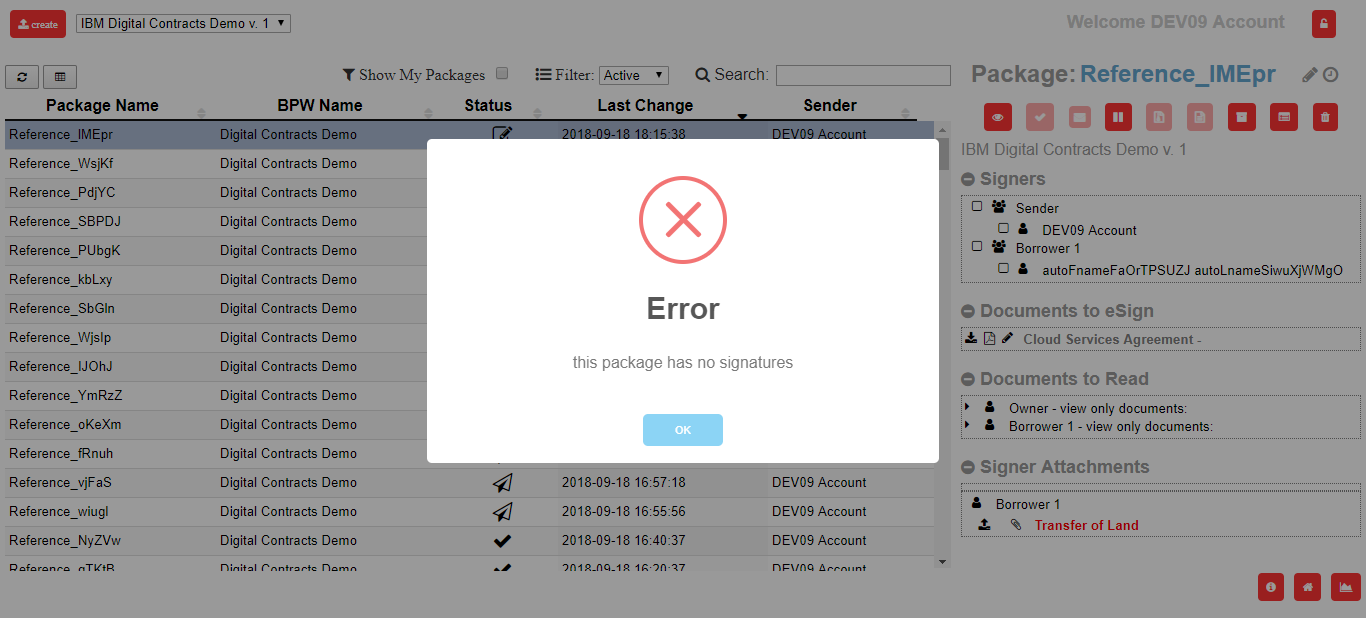 create
IBM Digital Contracts Demo v. 1
Welcome DEV09 Account
Show My Packages
Filter: Active
Search:
Package: Reference_IMEpr
Package Name BPW Name Status Last Change Sender
Reference_IMEpr Digital Contracts Demo 2018-09-18 18:15:38 DEV09 Account
Reference_WsjKf Digital Contracts Demo
Reference_PdjYC Digital Contracts Demo
Reference_SBPDJ Digital Contracts Demo
Reference_PUbgK Digital Contracts Demo
Reference_kbLxy Digital Contracts Demo
Reference_SbGln Digital Contracts Demo
Reference_WjsIp Digital Contracts Demo
Reference_IJOhJ Digital Contracts Demo
Reference_YmRzZ Digital Contracts Demo
Reference_oKeXm Digital Contracts Demo
Reference_fRnuh Digital Contracts Demo
Reference_vjFaS Digital Contracts Demo 2018-09-18 16:57:18 DEV09 Account
Reference_wiugI Digital Contracts Demo 2018-09-18 16:55:56 DEV09 Account
Reference_NyZVw Digital Contracts Demo 2018-09-18 16:40:37 DEV09 Account
Reference_gTKtB Digital Contracts Demo 2018-09-18 16:20:37 DEV09 Account
Error
this package has no signatures
OK
IBM Digital Contracts Demo v. 1
Signers
Sender
DEV09 Account
Borrower 1
autoFnameFaOrTPSUZJ autoLnameSiwuXjWMgO
Documents to eSign
Cloud Services Agreement -
Documents to Read
Owner - view only documents:
Borrower 1 - view only documents:
Signer Attachments
Borrower 1
Transfer of Land